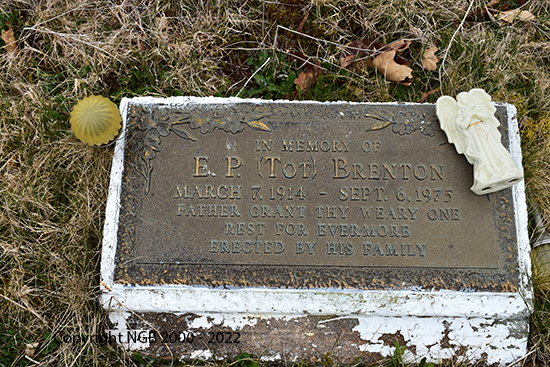 IN MEMORY OF
E. P. (TOT) BRENTON
MARCH 7, 1914 - SEPT. 6, 1975
FATHER GRANT THY WEARY ONE
REST FOR EVERMORE
ERECTED BY HIS FAMILY
Copyright NGB 2000 - 2022